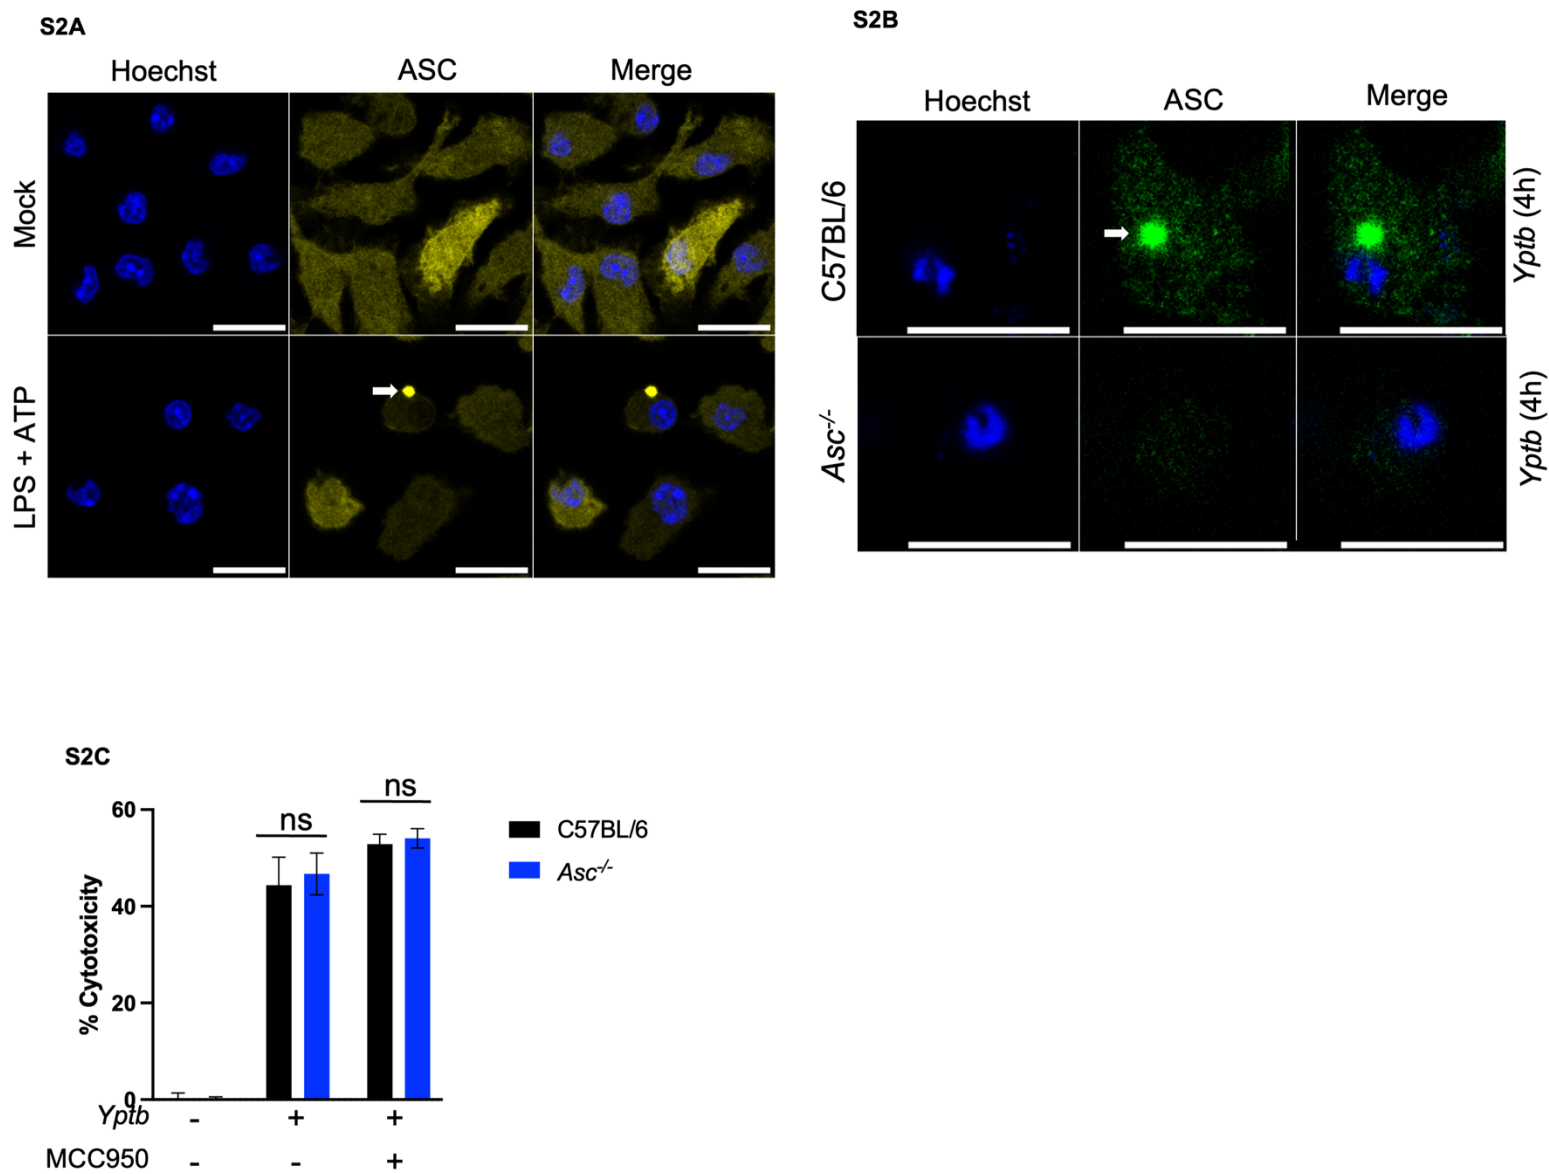 S2A
Hoechst ASC Merge
Mock
LPS + ATP
S2B
Hoechst ASC Merge
C57BL/6
Yptb (4h)
Asc-/-
Yptb (4h)
S2C
ns
ns
% Cytotoxicity
60
40
20
0
C57BL/6
Asc-/-
Yptb - + +
MCC950 - - +